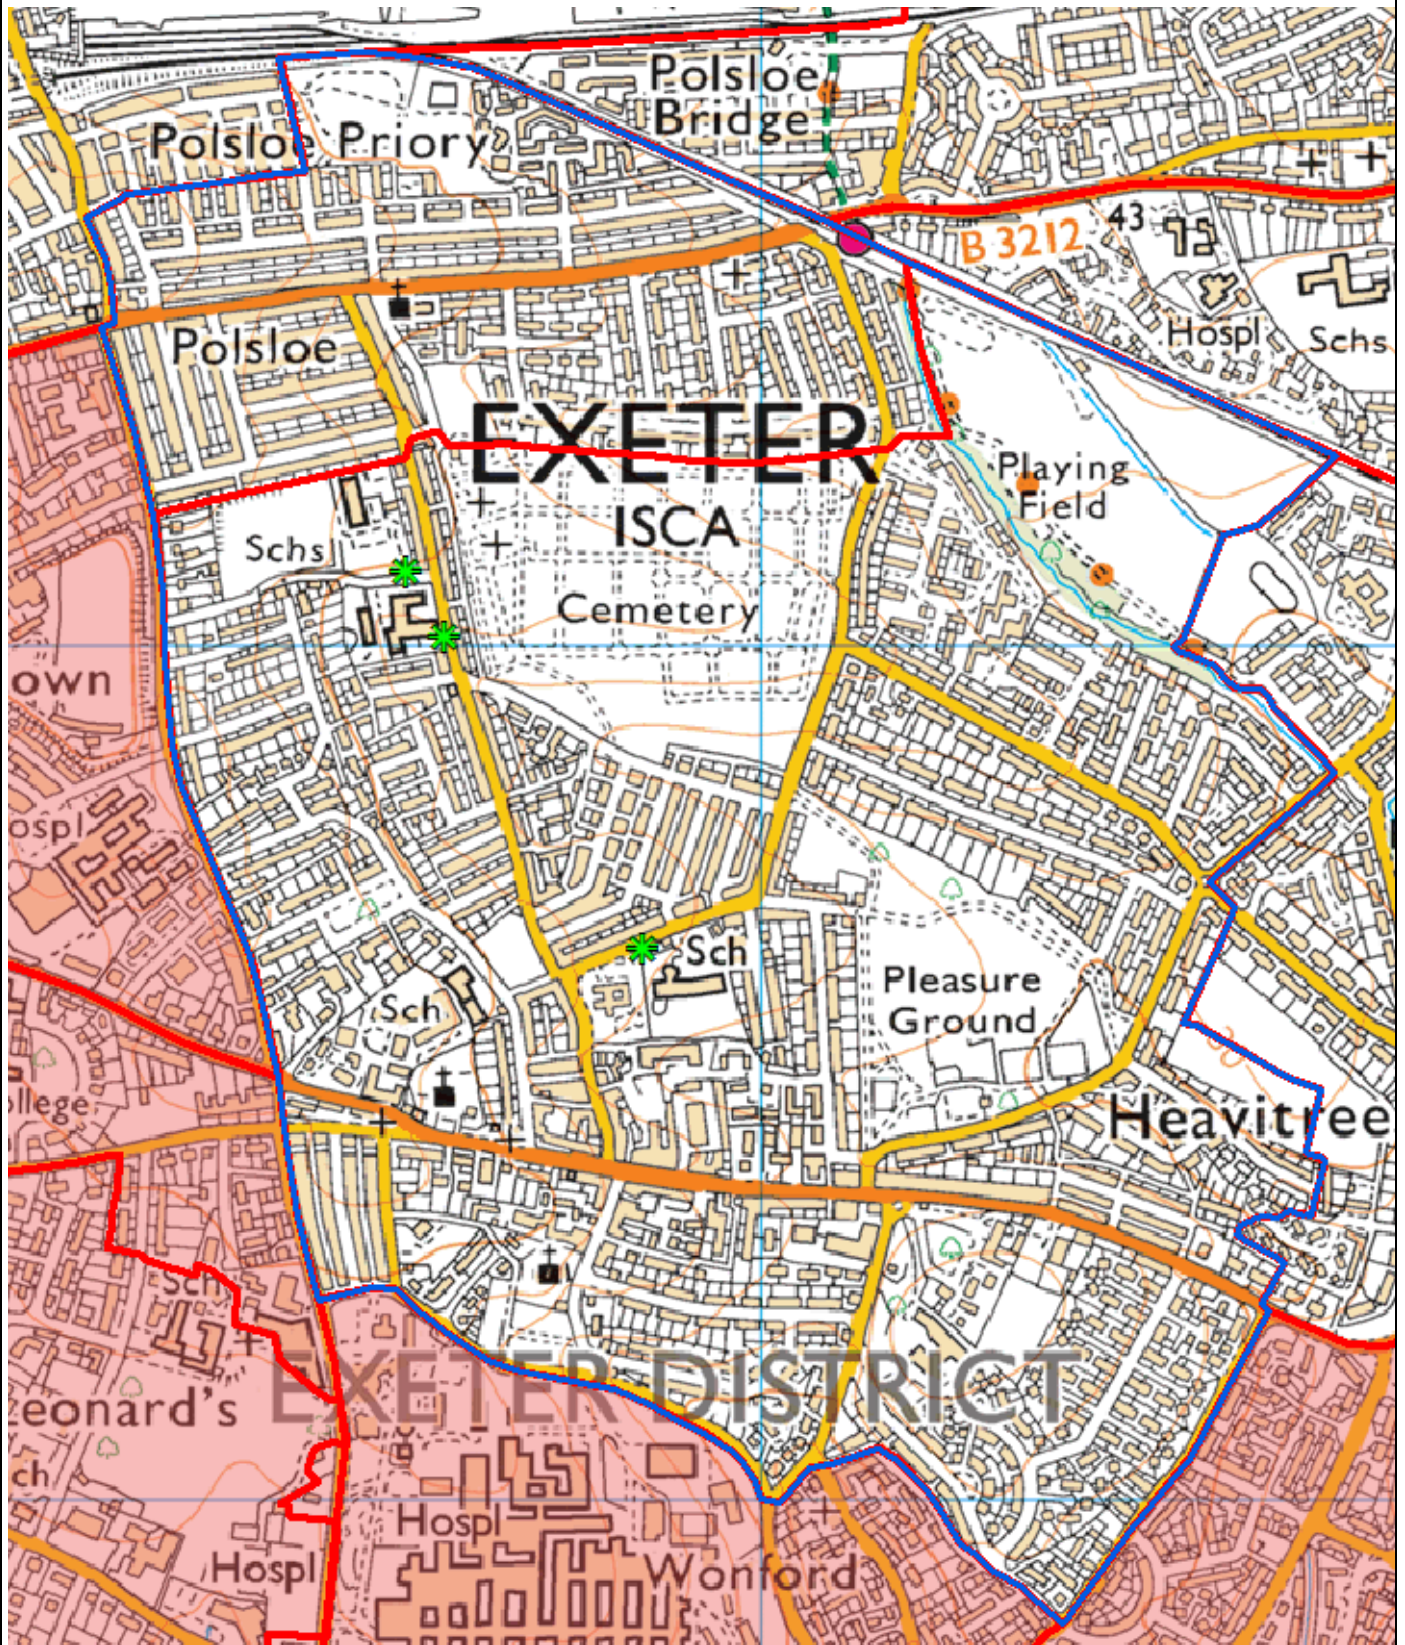 Polsloe
Bridge
Polsloe Priory
43
B 3212
Hospl
Schs
Polsloe
EXETER
ISCA
Playing
Field
Schs
Cemetery
own
ospl
Sch
Pleasure
Ground
Sch
llege
Heavitree
Sch
EXETER DISTRICT
eonard's
ch
Hospl
Hospl
Wonford